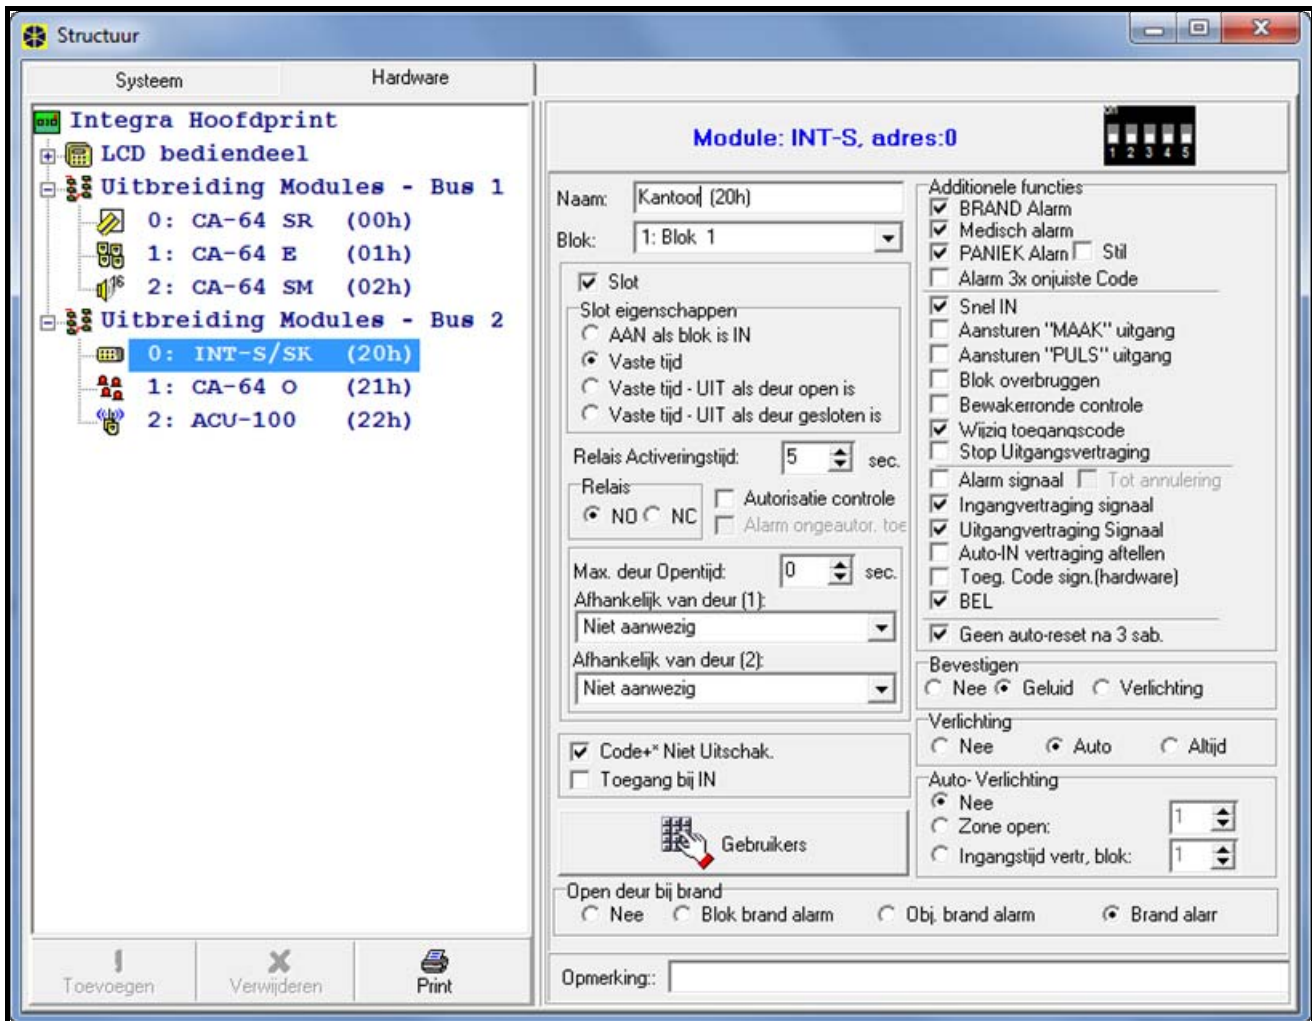 Structuur
Systeem
Hardware
Integra Hoofdprint
LCD bediendeel
Uitbreiding Modules - Bus 1
0: CA-64 SR (00h)
1: CA-64 E (01h)
16
2: CA-64 SM (02h)
Uitbreiding Modules - Bus 2
0: INT-S/SK (20h)
1: CA-64 O (21h)
2: ACU-100 (22h)
Toevoegen
Verwijderen
Print
Module: INT-S, adres:0
1 2 3 4 5
Naam: Kantoor (20h)
Blok: 1: Blok 1
Slot
Slot eigenschappen
AAN als blok is IN
Vaste tijd
Vaste tijd - UIT als deur open is
Vaste tijd - UIT als deur gesloten is
Relais Activeringstijd: 5 sec.
Relais
NO NC
Autorisatie controle
Alarm ongeautor. toe
Max. deur Opentijd: 0 sec.
Afhankelijk van deur (1):
Niet aanwezig
Afhankelijk van deur (2):
Niet aanwezig
Code+* Niet Uitschak.
Toegang bij IN
Gebruikers
Additionele functies
BRAND Alarm
Medisch alarm
PANIEK Alarm Stil
Alarm 3x onjuiste Code
Snel IN
Aansturen "MAAK" uitgang
Aansturen "PULS" uitgang
Blok overbruggen
Bewakerronde controle
Wijzig toegangscode
Stop Uitgangsvertraging
Alarm signaal Tot annulering
Ingangvertraging signaal
Uitgangvertraging Signaal
Auto-IN vertraging aftellen
Toeg. Code sign.(hardware)
BEL
Geen auto-reset na 3 sab.
Bevestigen
Nee Geluid Verlichting
Verlichting
Nee Auto Altijd
Auto- Verlichting
Nee
Zone open: 1
Ingangstijd vertr, blok: 1
Open deur bij brand
Nee Blok brand alarm Obj. brand alarm Brand alarr
Opmerking::